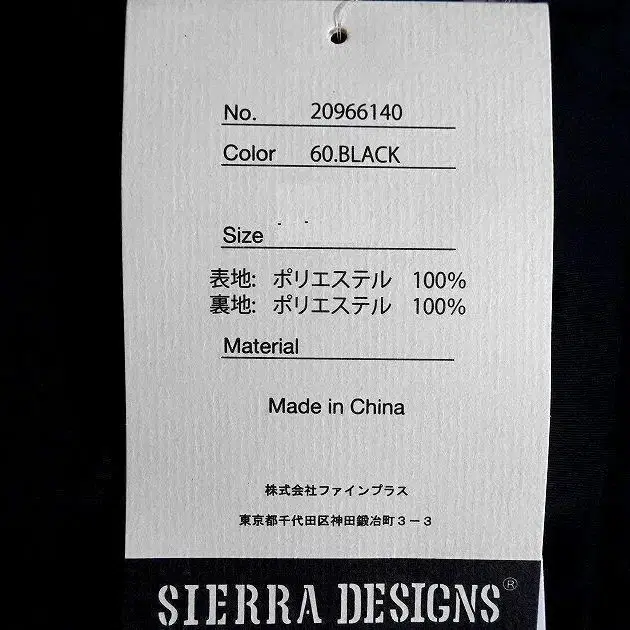 No. 20966140
Color 60.BLACK
Size
表地: ポリエステル 100%
裏地: ポリエステル 100%
Material
Made in China
株式会社ファインプラス
東京都千代田区神田鍛冶町3-3
SIERRA DESIGNS®